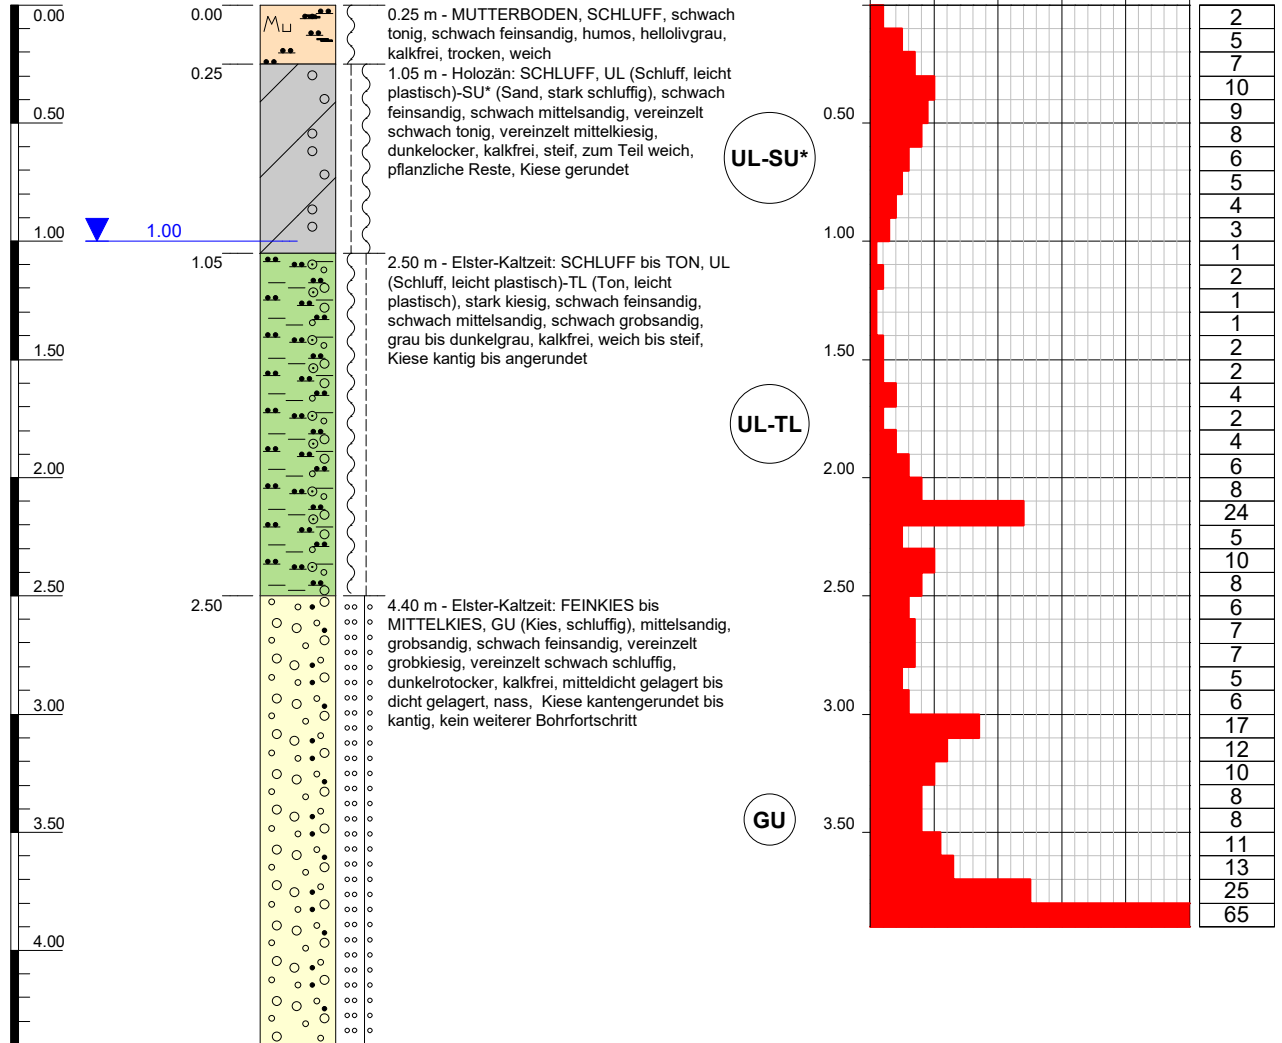 0.00
0.50
1.00
1.50
2.00
2.50
3.00
3.50
4.00
1.00
0.00
0.25
1.05
2.50
Mu
0.25 m - MUTTERBODEN, SCHLUFF, schwach
tonig, schwach feinsandig, humos, hellolivgrau,
kalkfrei, trocken, weich
1.05 m - Holozän: SCHLUFF, UL (Schluff, leicht
plastisch)-SU* (Sand, stark schluffig), schwach
feinsandig, schwach mittelsandig, vereinzelt
schwach tonig, vereinzelt mittelkiesig,
dunkelocker, kalkfrei, steif, zum Teil weich,
pflanzliche Reste, Kiese gerundet
2.50 m - Elster-Kaltzeit: SCHLUFF bis TON, UL
(Schluff, leicht plastisch)-TL (Ton, leicht
plastisch), stark kiesig, schwach feinsandig,
schwach mittelsandig, schwach grobsandig,
grau bis dunkelgrau, kalkfrei, weich bis steif,
Kiese kantig bis angerundet
4.40 m - Elster-Kaltzeit: FEINKIES bis
MITTELKIES, GU (Kies, schluffig), mittelsandig,
grobsandig, schwach feinsandig, vereinzelt
grobkiesig, vereinzelt schwach schluffig,
dunkelrotocker, kalkfrei, mitteldicht gelagert bis
dicht gelagert, nass, Kiese kantengerundet bis
kantig, kein weiterer Bohrfortschritt
UL-SU*
UL-TL
GU
0.50
1.00
1.50
2.00
2.50
3.00
3.50
2
5
7
10
9
8
6
5
4
3
1
2
1
1
2
2
4
2
4
6
8
24
5
10
8
6
7
7
5
6
17
12
10
8
8
11
13
25
65